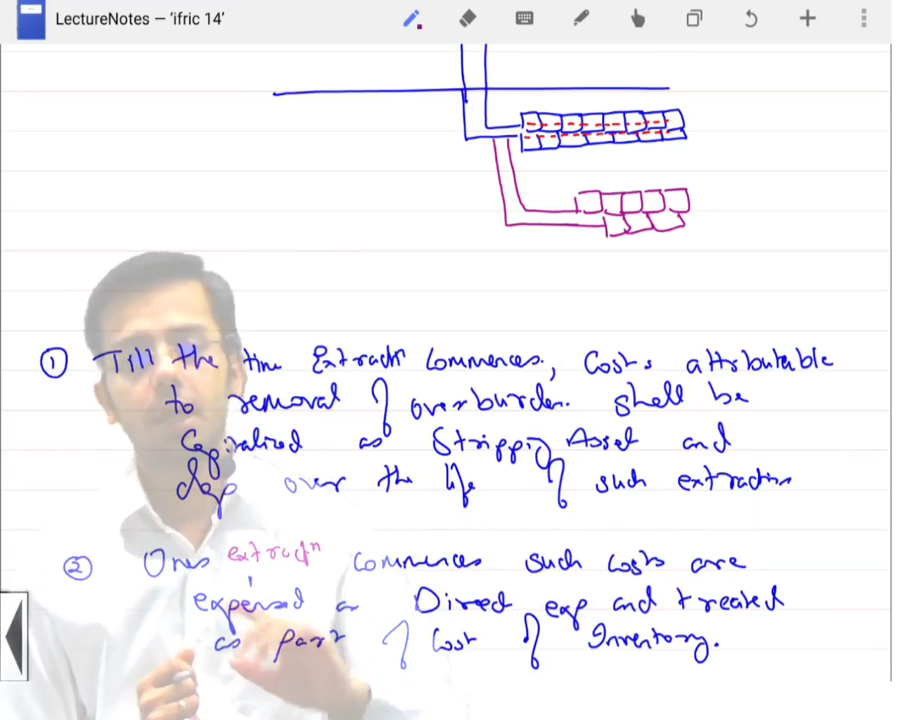 LectureNotes – 'ifric 14'
① Till the time Extractn Commences, Costs attributable
to removal of overburden. Shall be
Capitalized as Stripping Asset and
dep over the life of such extraction
② Once extractn Commences such Costs are
expensed as Direct exp and treated
as part of Cost of Inventory.